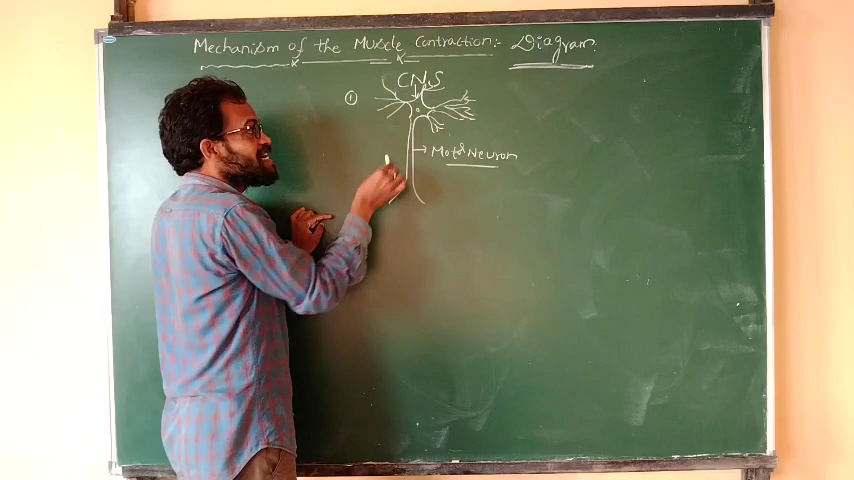 Mechanism of the Muscle Contraction:- Diagram.
CNS
①
Motor Neuron